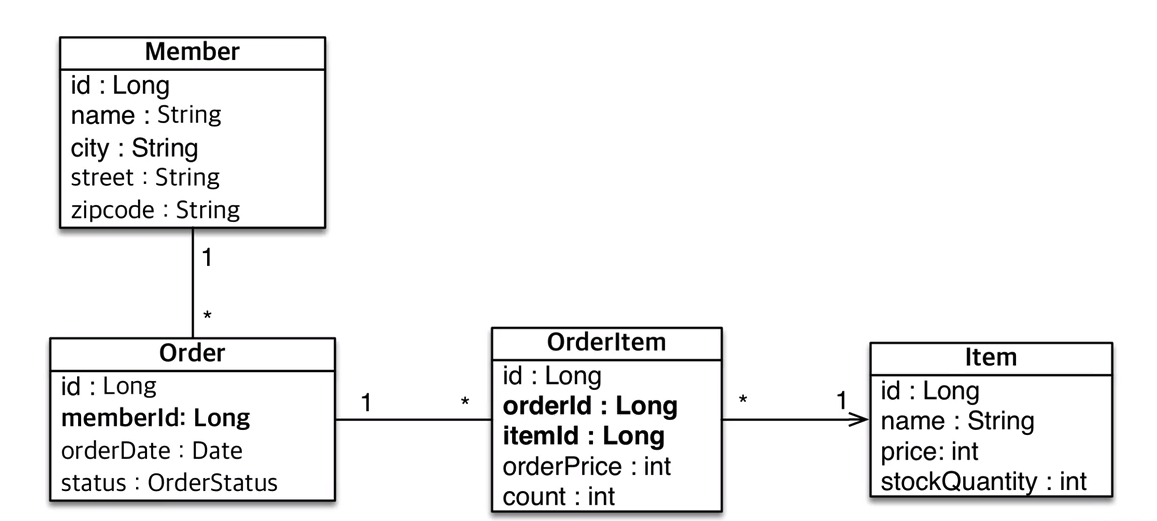 Member
id : Long
name : String
city : String
street : String
zipcode : String
1
*
Order
id : Long
memberId: Long
orderDate : Date
status : OrderStatus
1
*
OrderItem
id : Long
orderId : Long
itemId : Long
orderPrice : int
count : int
*
1
Item
id : Long
name : String
price: int
stockQuantity : int